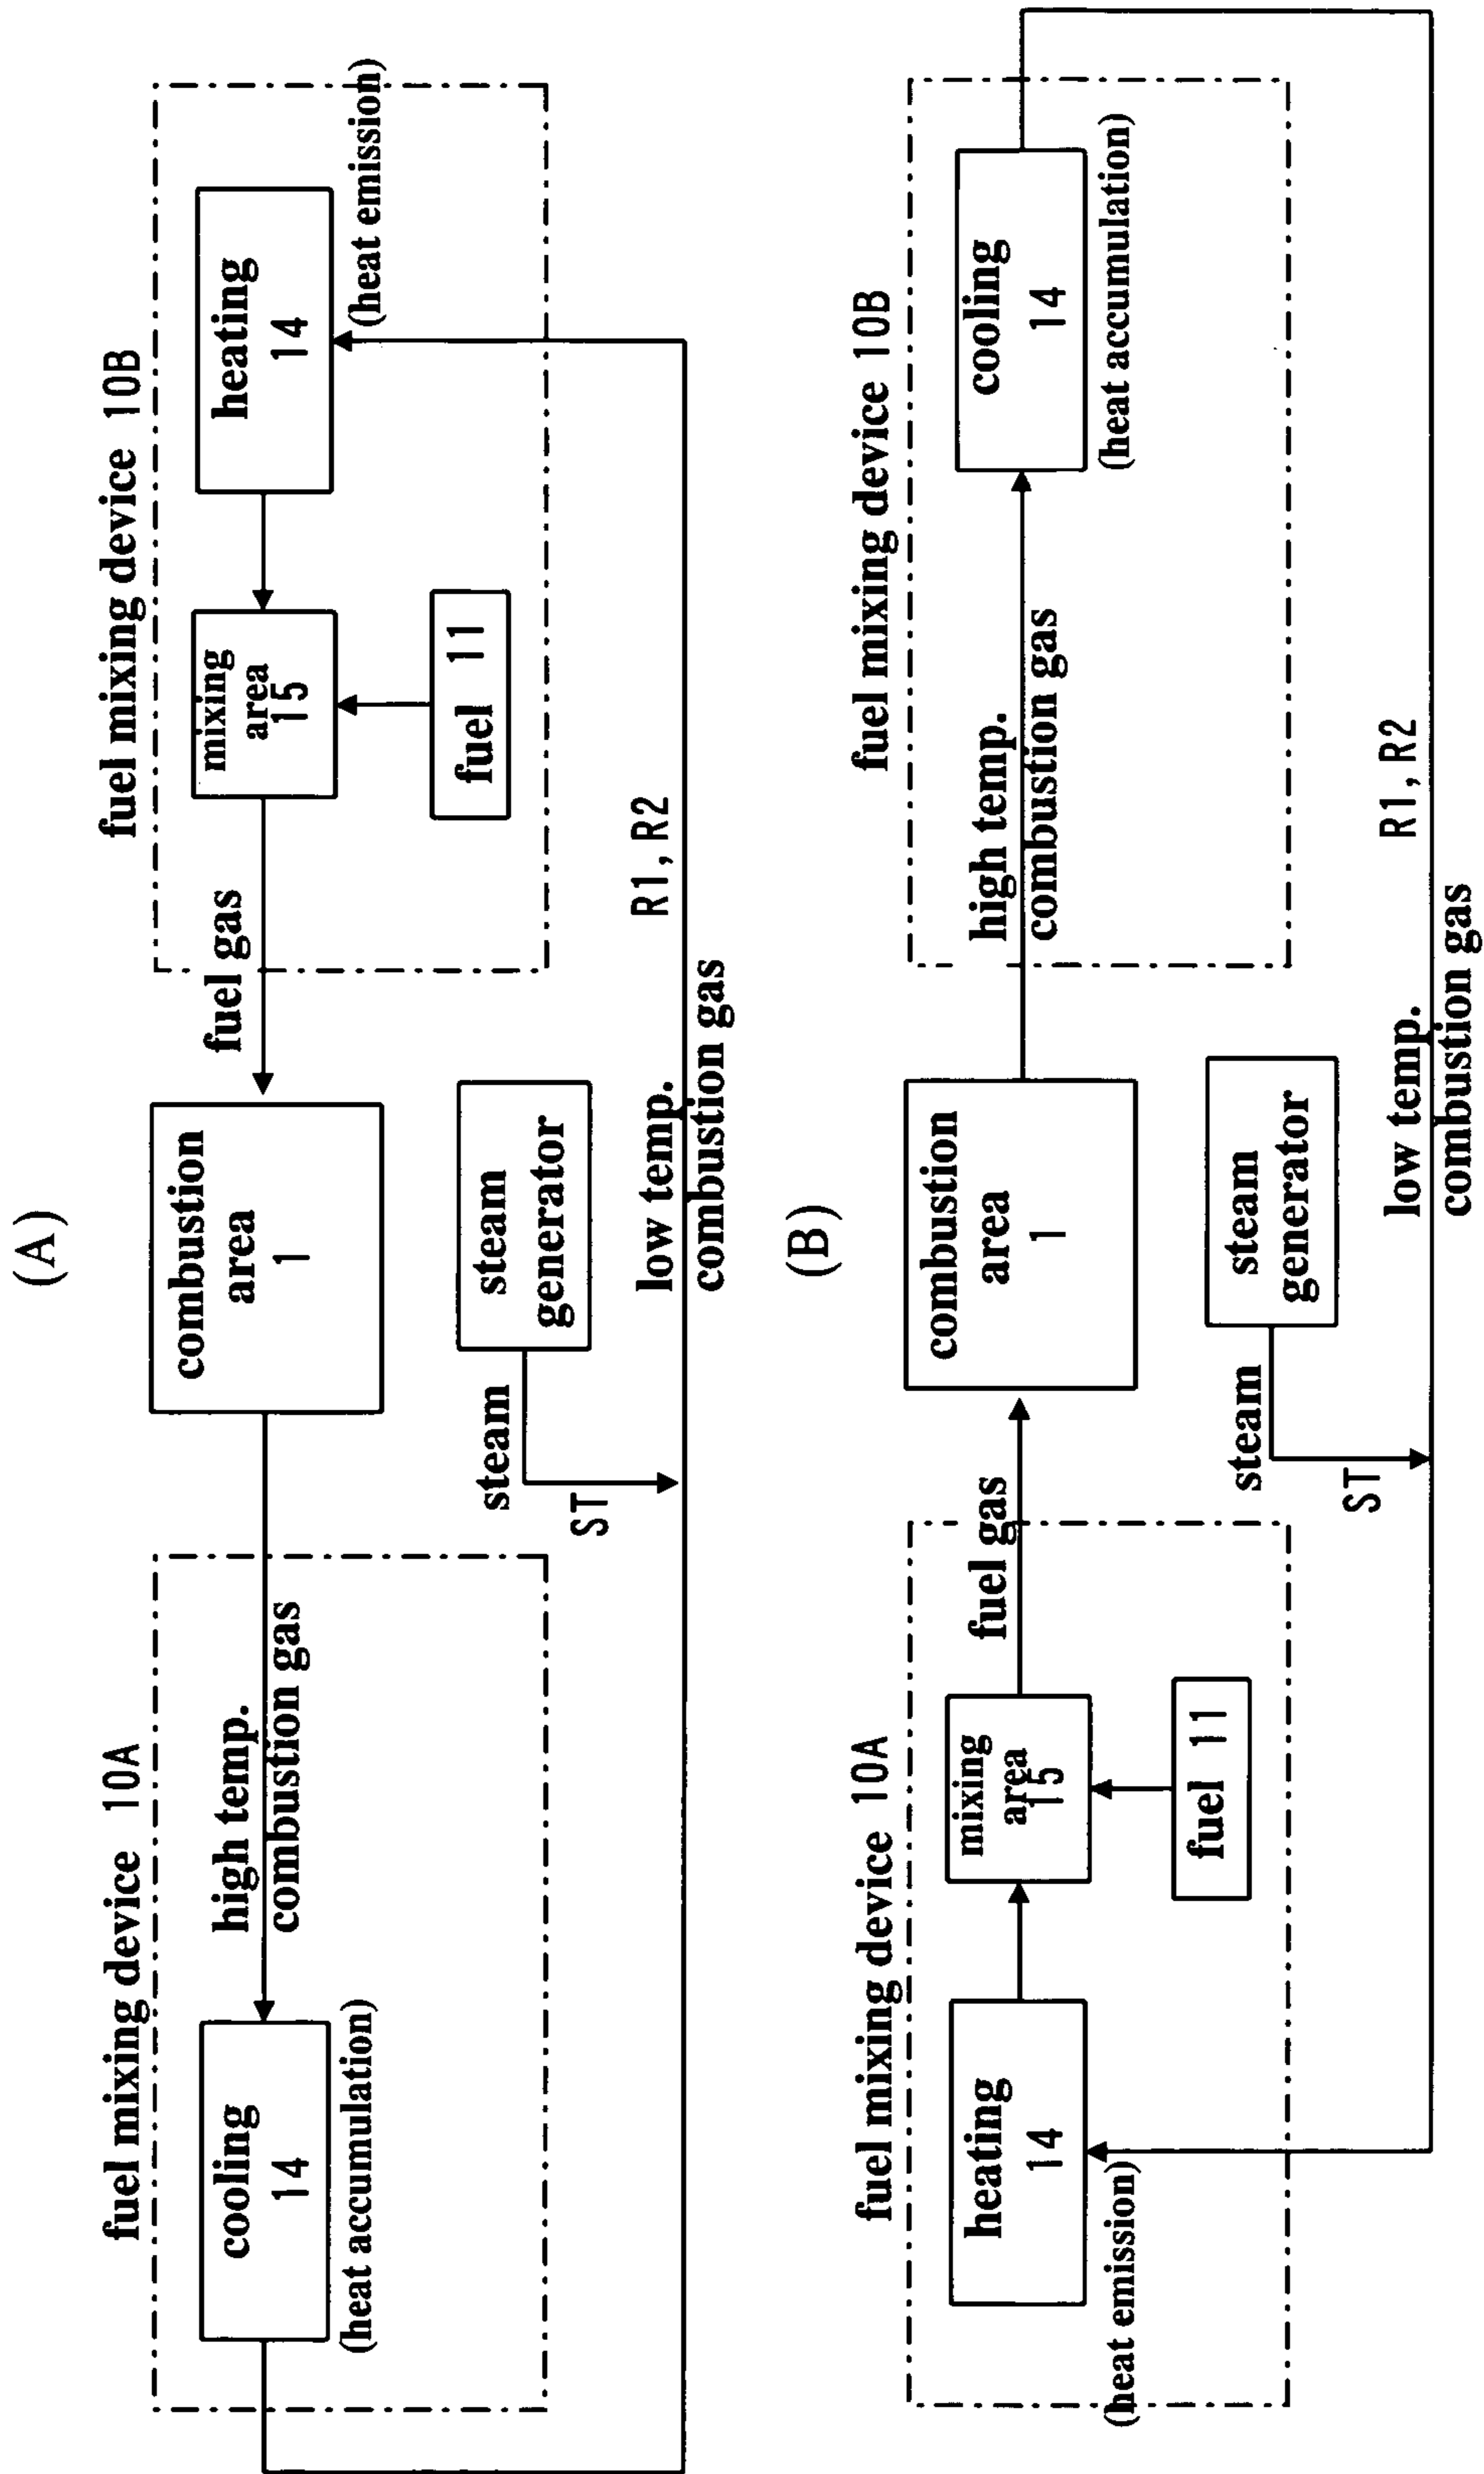 (A)
fuel mixing device 10A
fuel mixing device 10B
cooling
14
(heat accumulation)
high temp.
combustion gas
combustion
area
1
fuel gas
mixing
area
15
fuel 11
heating
14
(heat emission)
steam
ST
steam
generator
low temp.
combustion gas
R1, R2
(B)
fuel mixing device 10A
fuel mixing device 10B
heating
14
(heat emission)
mixing
area
15
fuel 11
fuel gas
combustion
area
1
high temp.
combustion gas
cooling
14
(heat accumulation)
steam
ST
steam
generator
low temp.
combustion gas
R1, R2